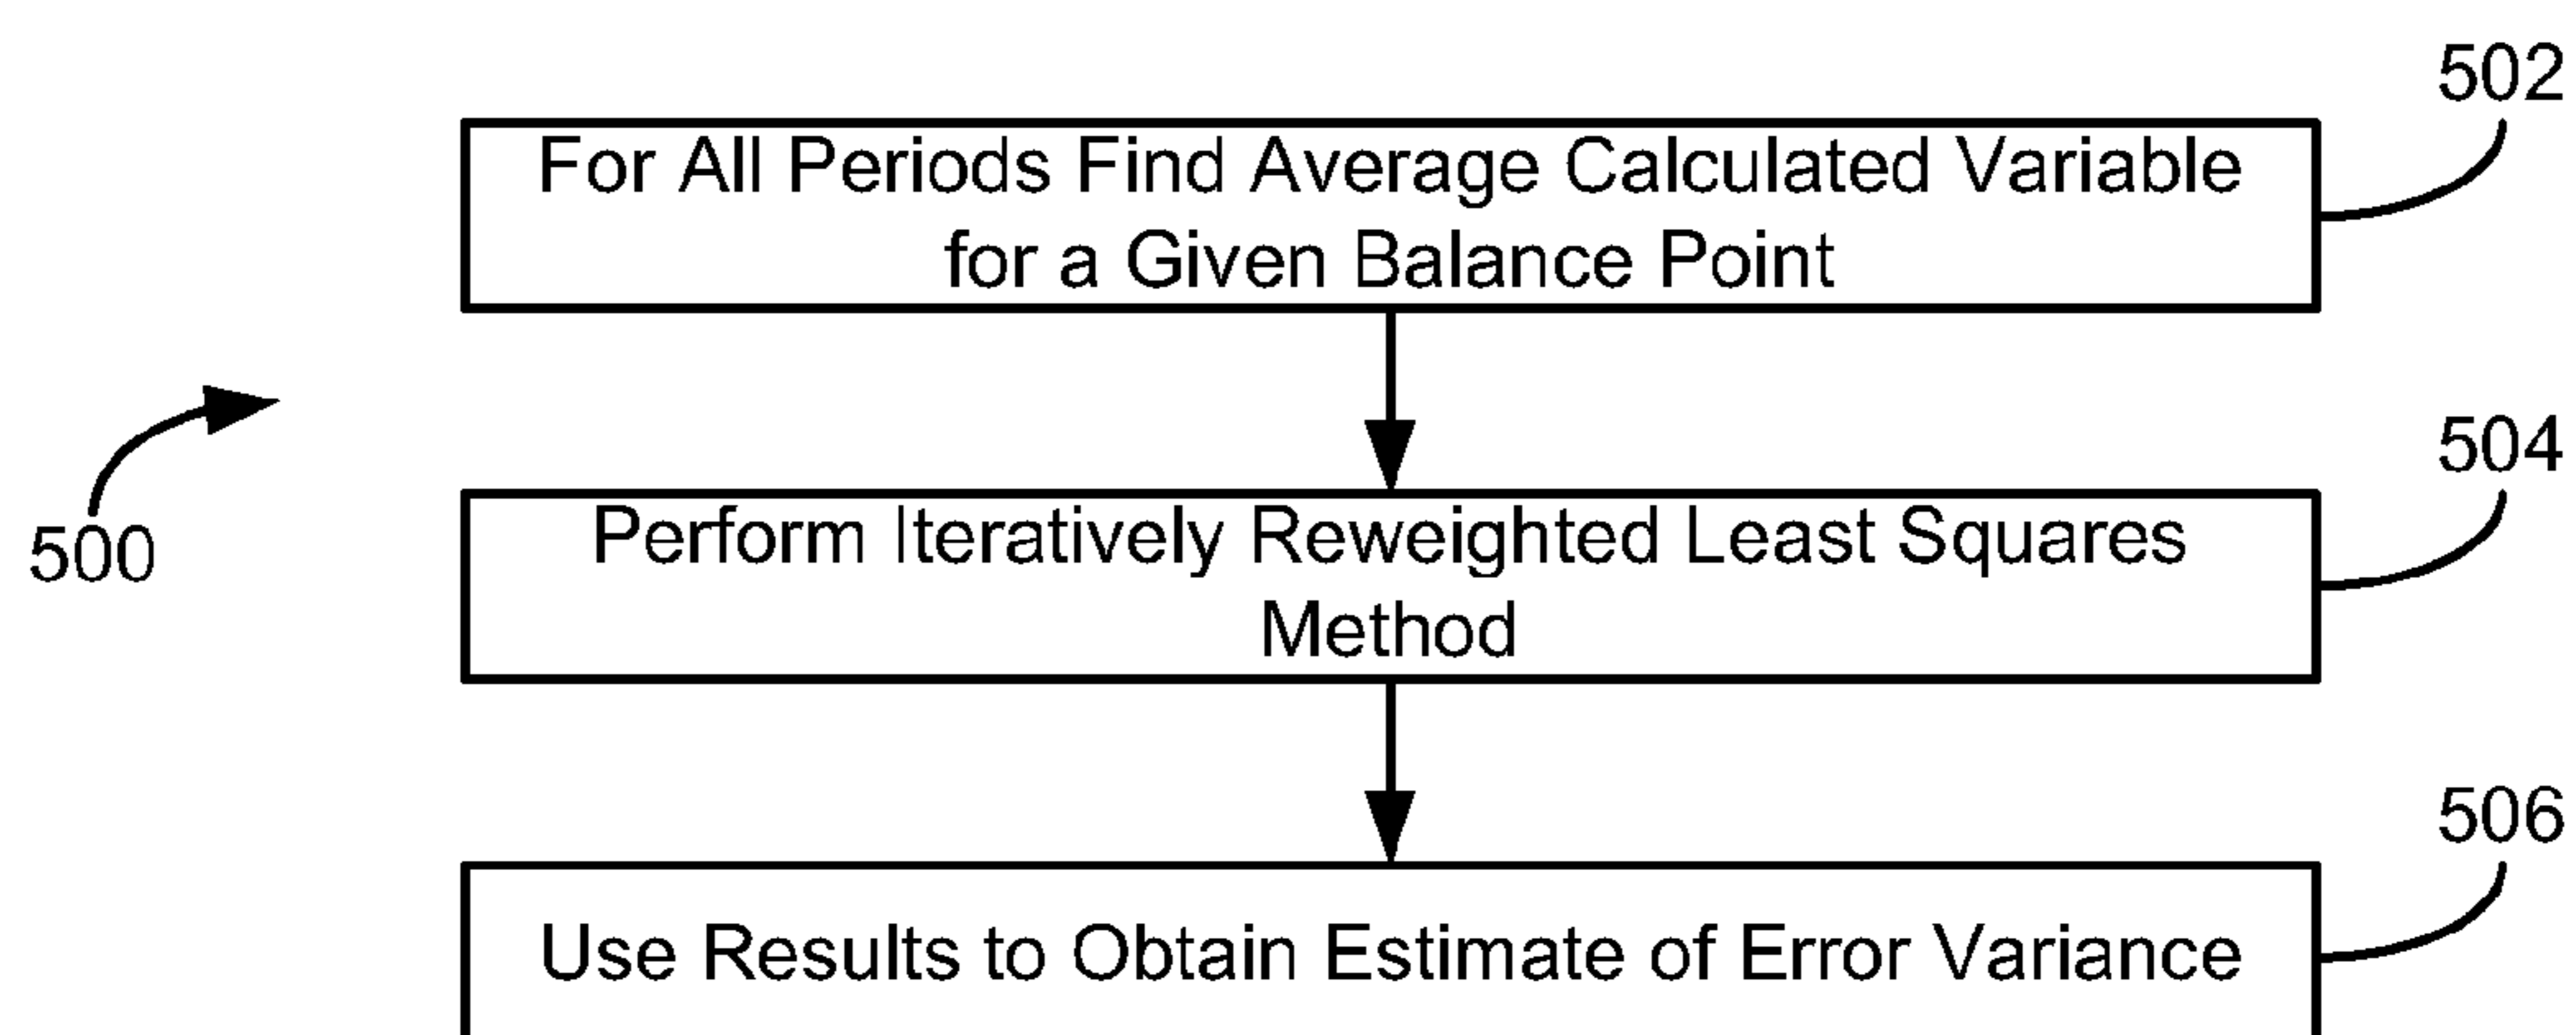 502
For All Periods Find Average Calculated Variable
for a Given Balance Point
500
504
Perform Iteratively Reweighted Least Squares
Method
506
Use Results to Obtain Estimate of Error Variance